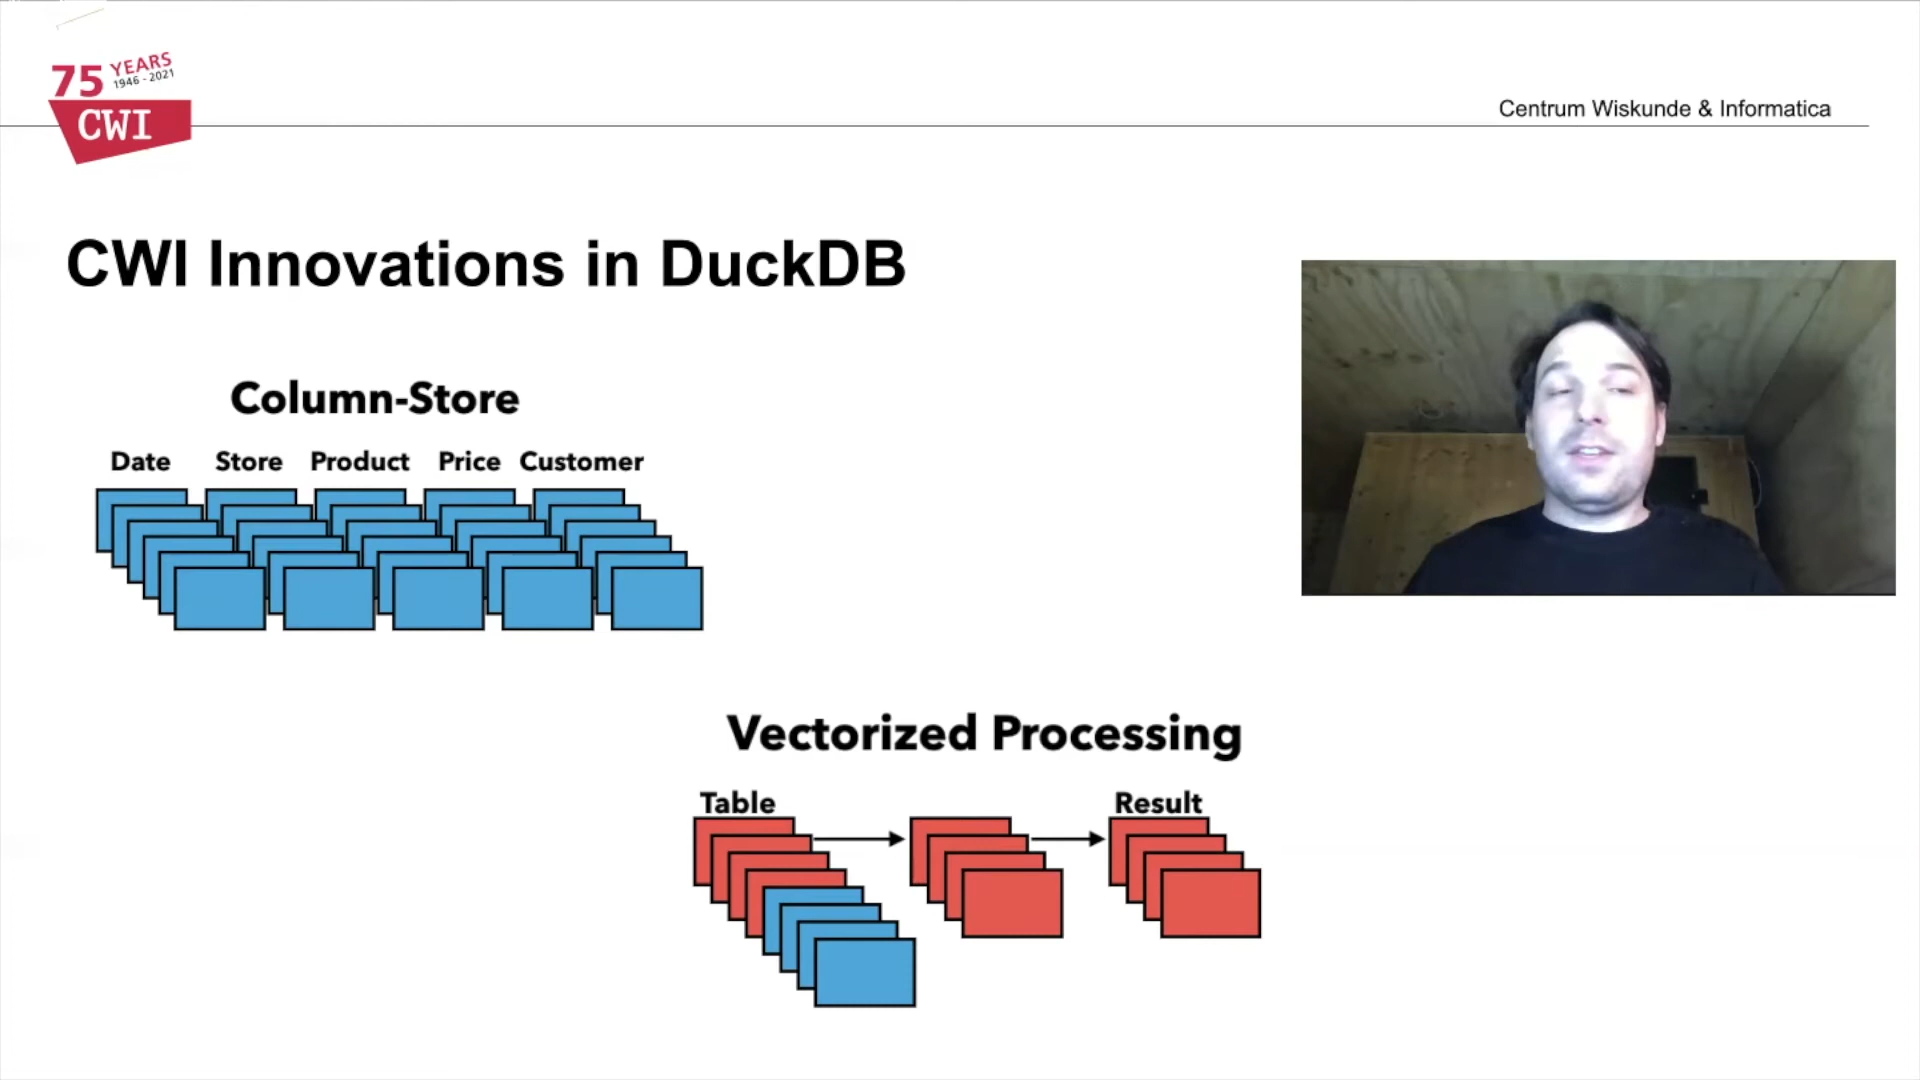 75 YEARS
1946 - 2021
CWI
Centrum Wiskunde & Informatica
CWI Innovations in DuckDB
Column-Store
Date Store Product Price Customer
Vectorized Processing
Table Result